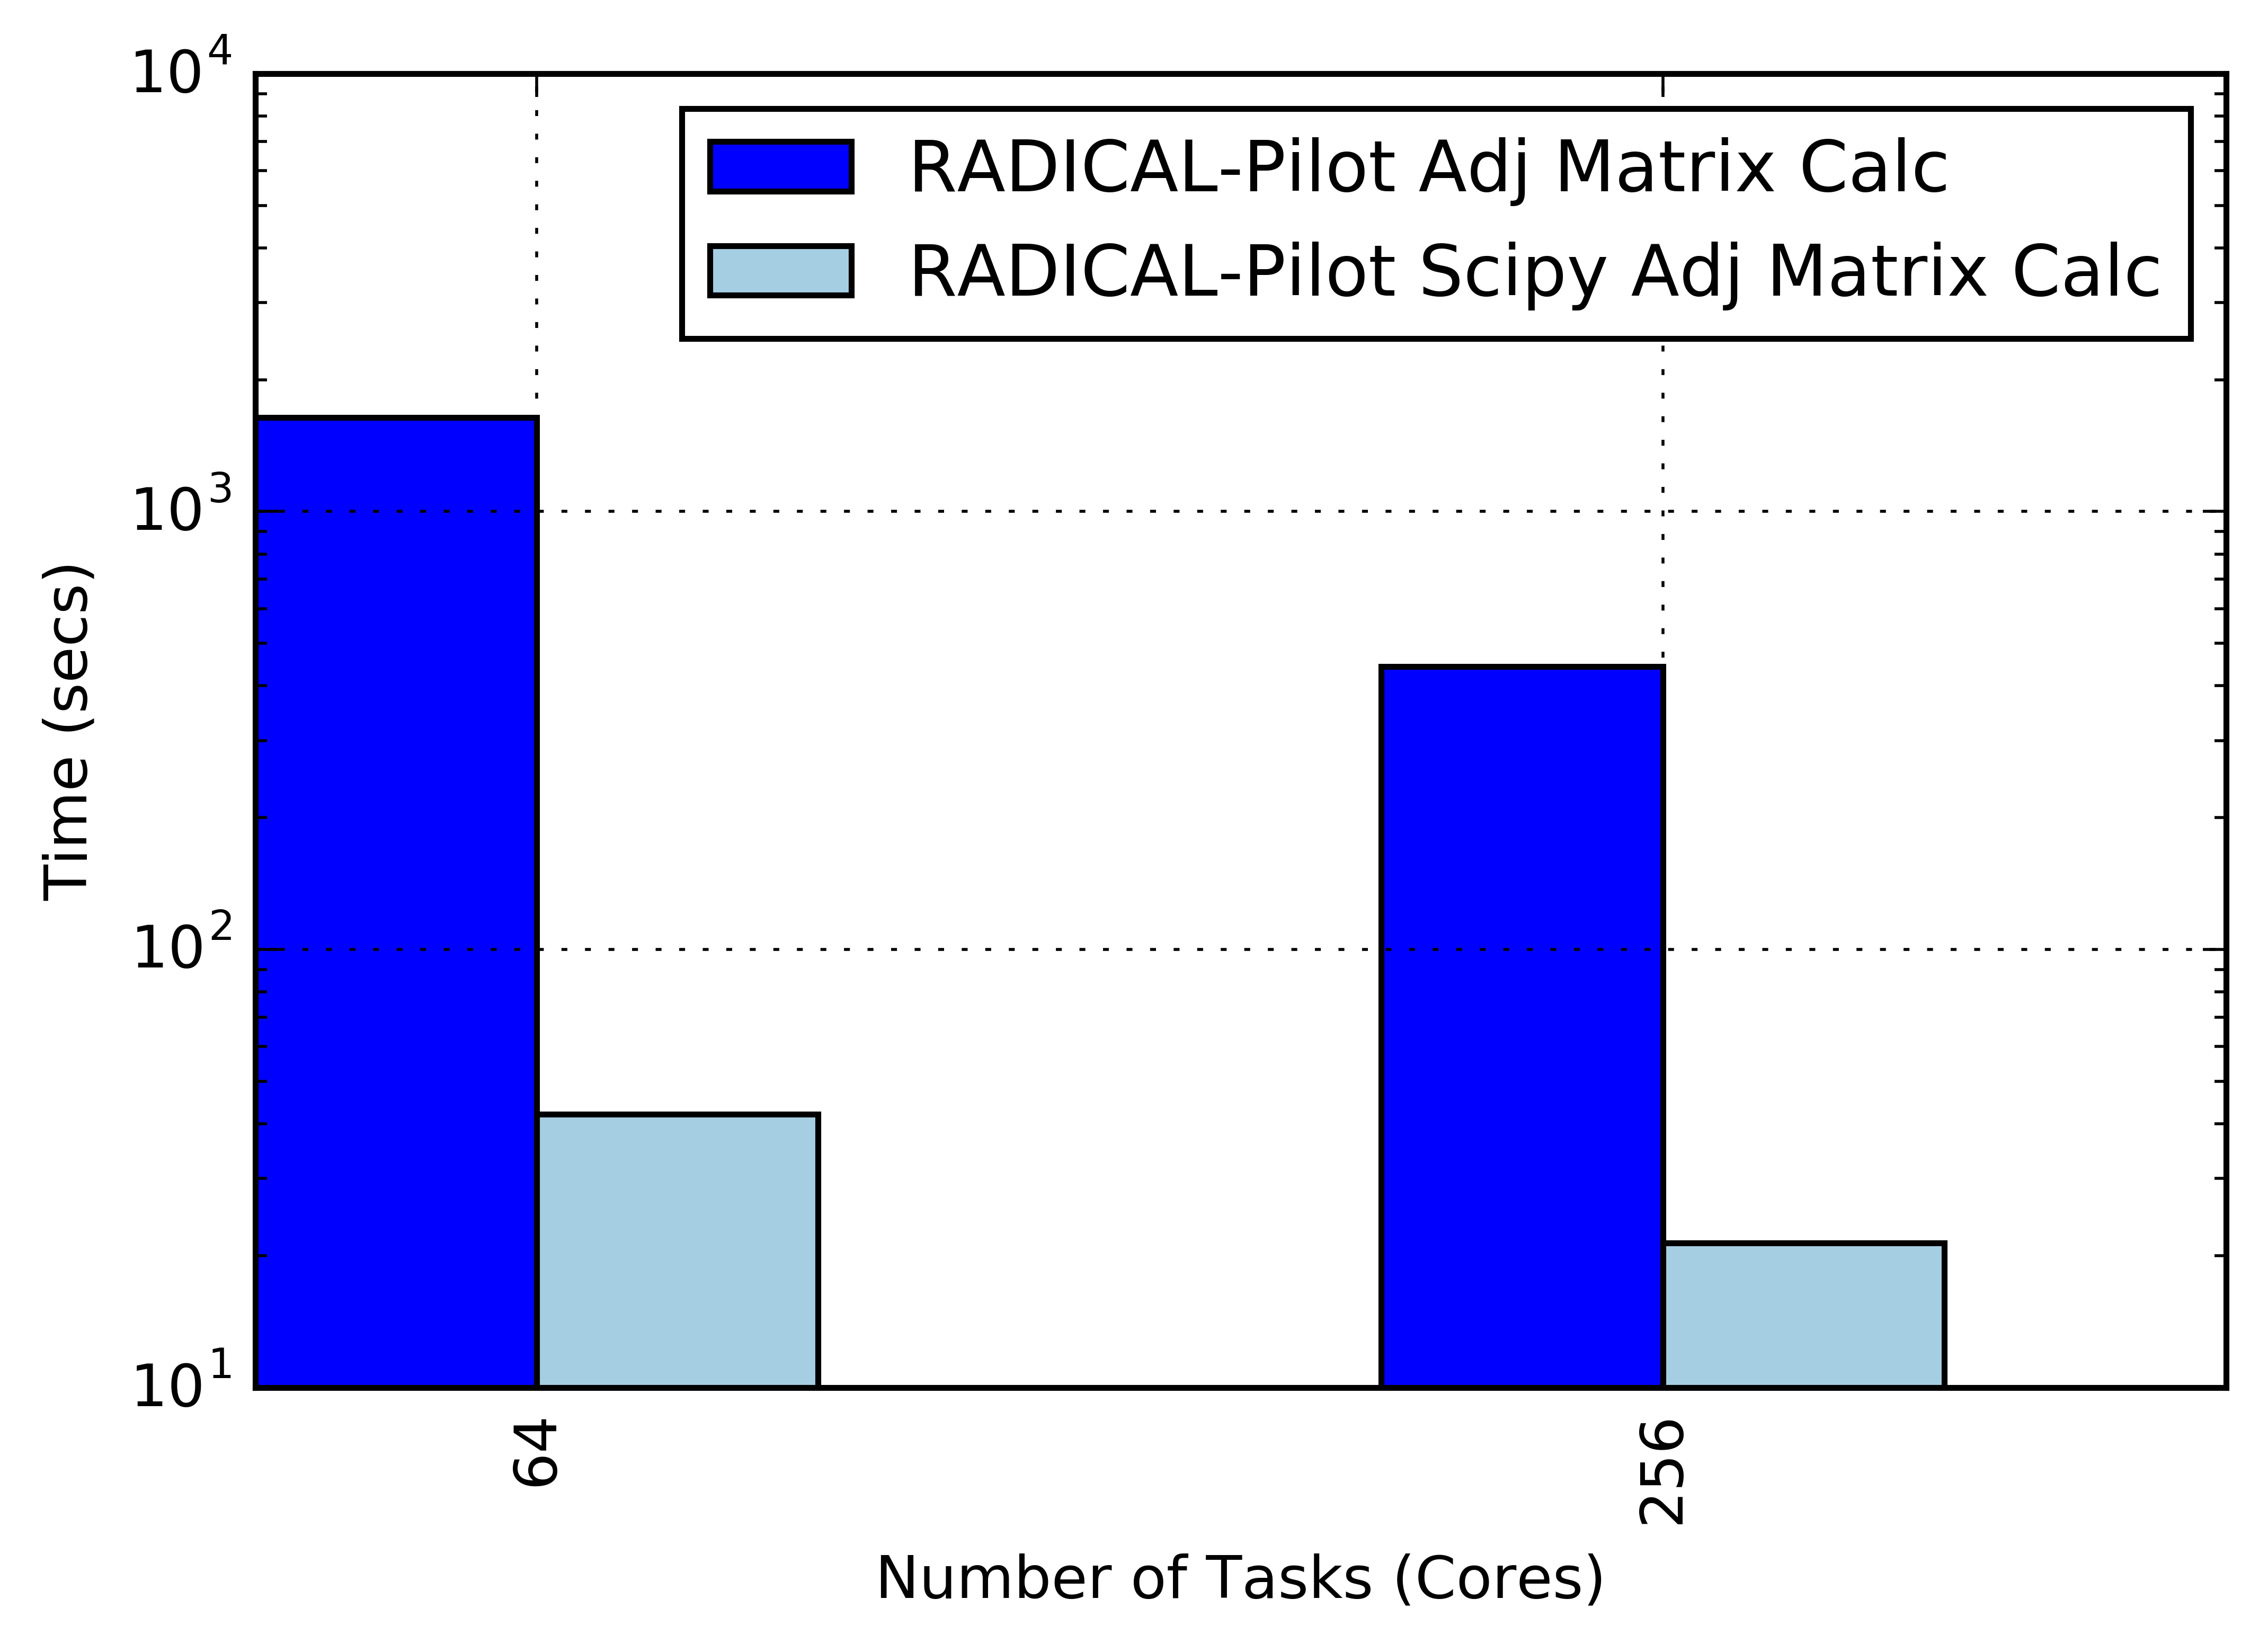 10^4
RADICAL-Pilot Adj Matrix Calc
RADICAL-Pilot Scipy Adj Matrix Calc
10^3
Time (secs)
10^2
10^1
64
256
Number of Tasks (Cores)